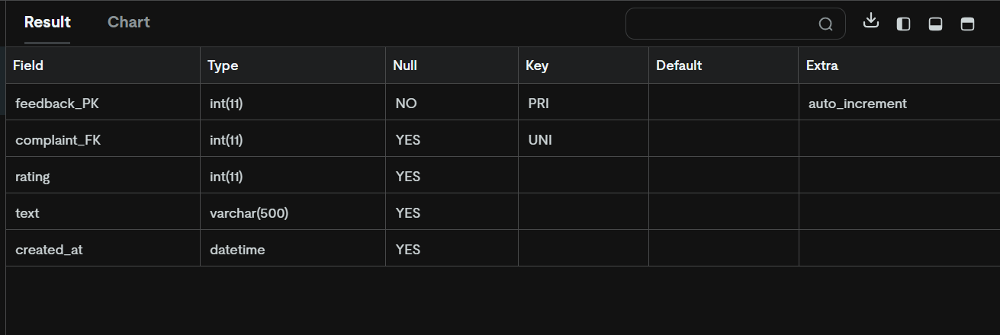 Result Chart
Field Type Null Key Default Extra
feedback_PK int(11) NO PRI auto_increment
complaint_FK int(11) YES UNI
rating int(11) YES
text varchar(500) YES
created_at datetime YES